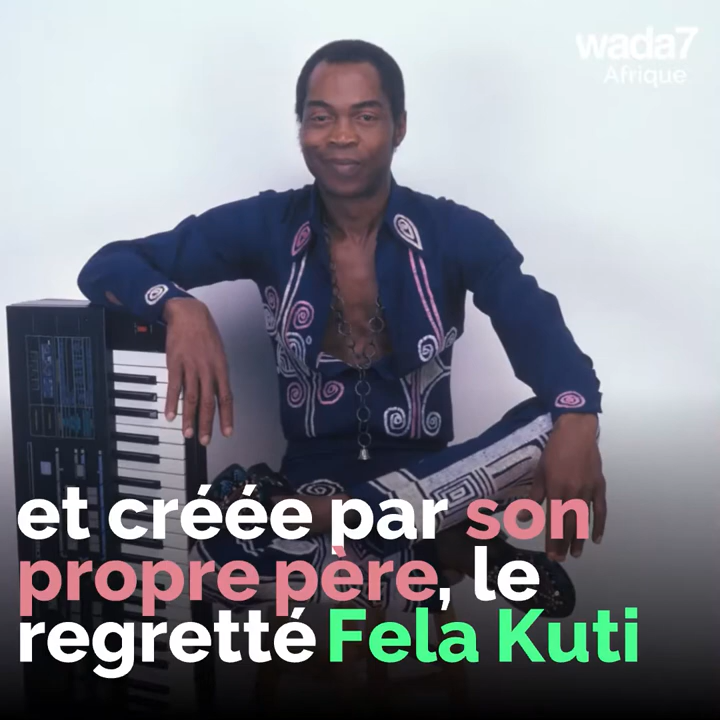 wada7
Afrique
et créée par son
propre père, le
regretté Fela Kuti